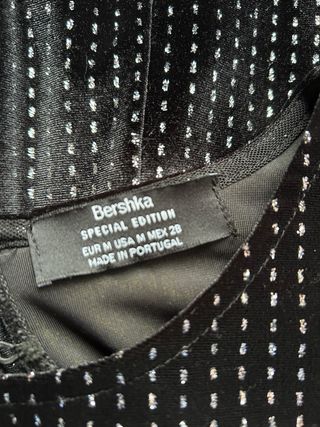 Bershka
SPECIAL EDITION
EUR M USA M MEX 28
MADE IN PORTUGAL